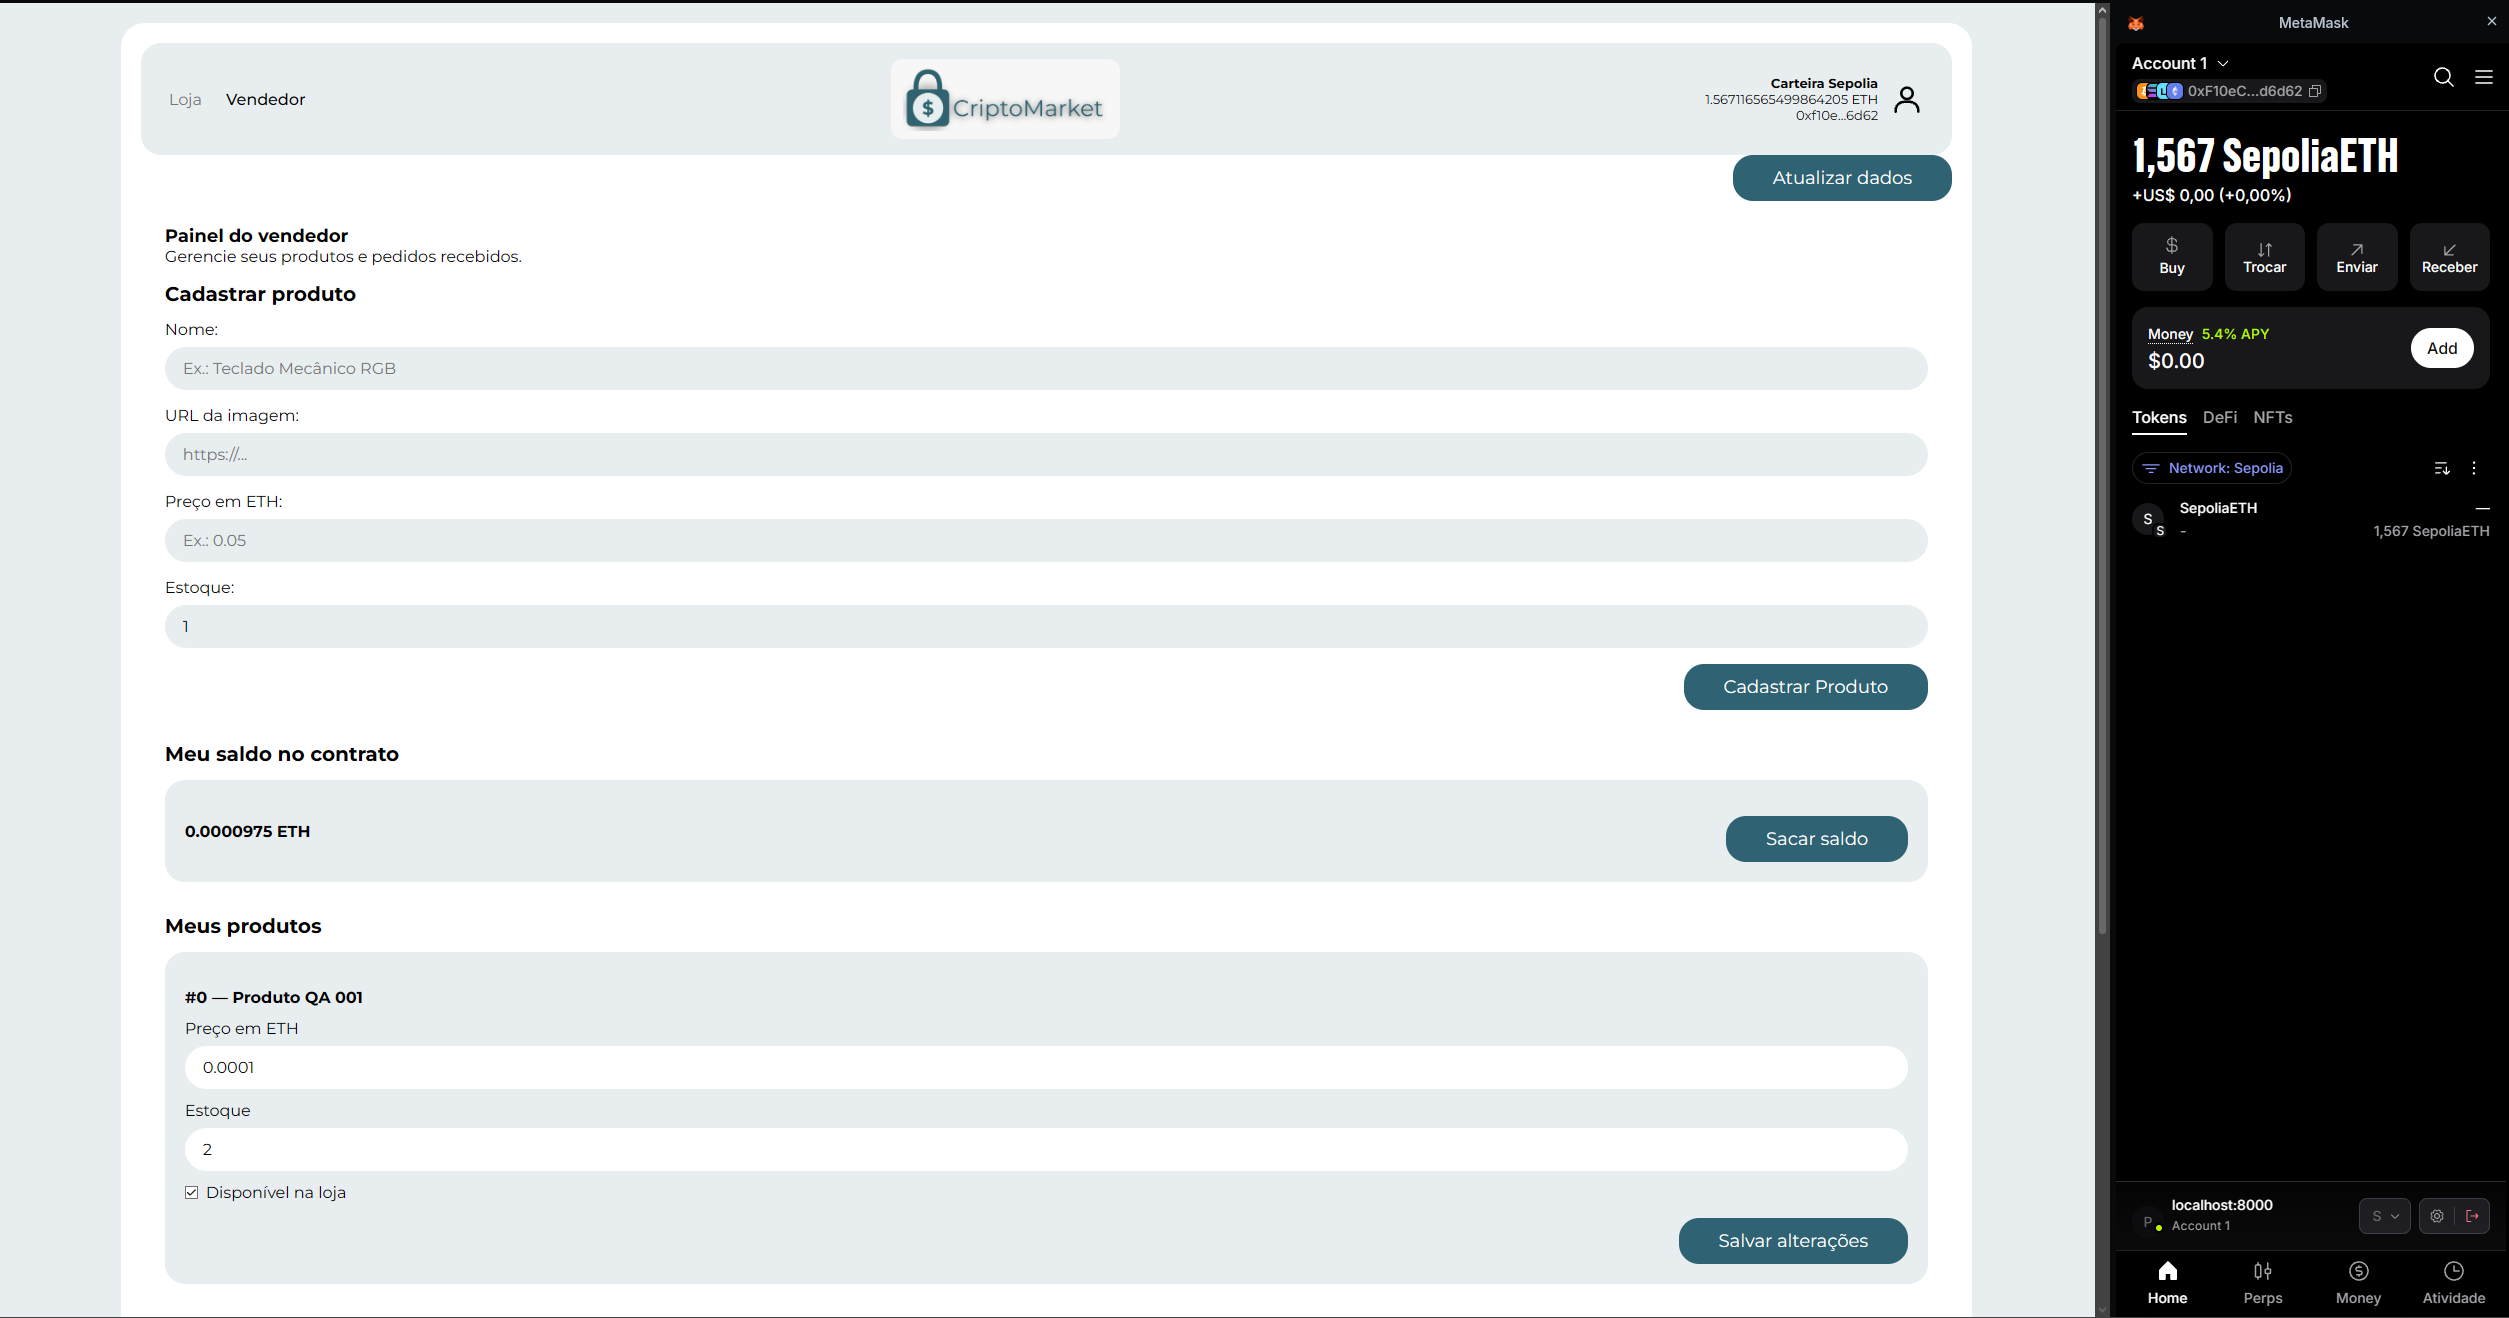 Loja
Vendedor
$
CriptoMarket
Carteira Sepolia
1.567116565499864205 ETH
0xf10e...6d62
Atualizar dados
Painel do vendedor
Gerencie seus produtos e pedidos recebidos.
Cadastrar produto
Nome:
Ex.: Teclado Mecânico RGB
URL da imagem:
https://...
Preço em ETH:
Ex.: 0.05
Estoque:
1
Cadastrar Produto
Meu saldo no contrato
0.0000975 ETH
Sacar saldo
Meus produtos
#0 — Produto QA 001
Preço em ETH
0.0001
Estoque
2
Disponível na loja
Salvar alterações
MetaMask
Account 1
0xF10eC...d6d62
1,567 SepoliaETH
+US$ 0,00 (+0,00%)
Buy
Trocar
Enviar
Receber
Money 5.4% APY
$0.00
Add
Tokens DeFi NFTs
Network: Sepolia
S
S
SepoliaETH
—
-
1,567 SepoliaETH
P
localhost:8000
Account 1
S
Home
Perps
Money
Atividade